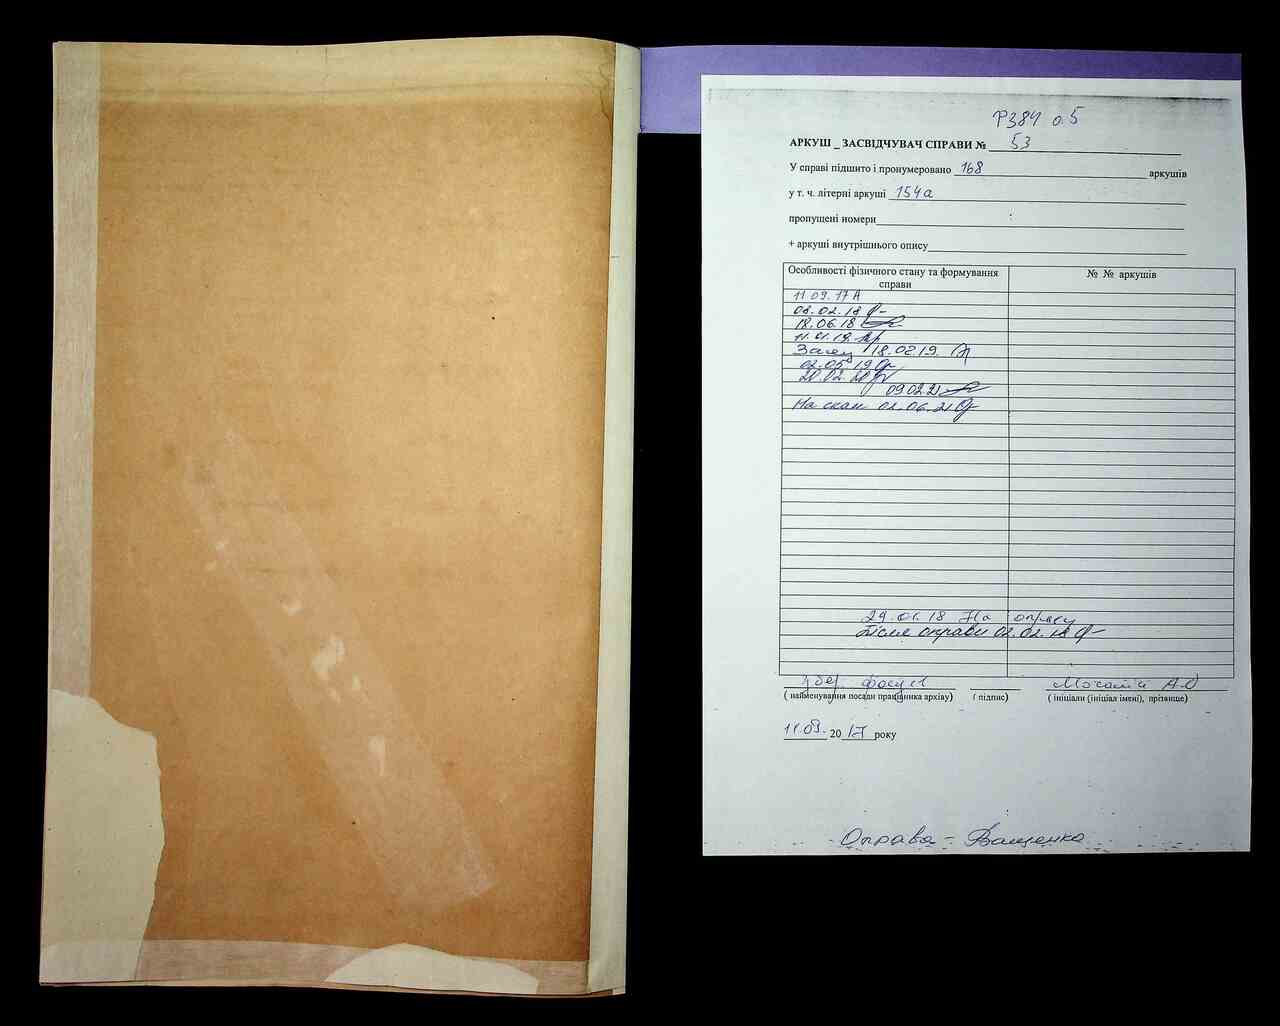 Р384 о.5
АРКУШ _ ЗАСВІДЧУВАЧ СПРАВИ № 53
У справі підшито і пронумеровано 168 аркушів
у т. ч. літерні аркуші 154а
пропущені номери
+ аркуші внутрішнього опису
Особливості фізичного стану та формування справи
№ № аркушів
11 09. 17
08. 02. 18
18.06.18
11. 01. 19.
18.02.19.
02.05.19
20.02.20
09.02.21
На скан 02.06.21
29.01.18 На оправу
Після оправи 02.02.18
( найменування посади працівника архіву) ( підпис) ( ініціали (ініціал імені), прізвище)
11.09. 2017 року
Оправа – Ващенко